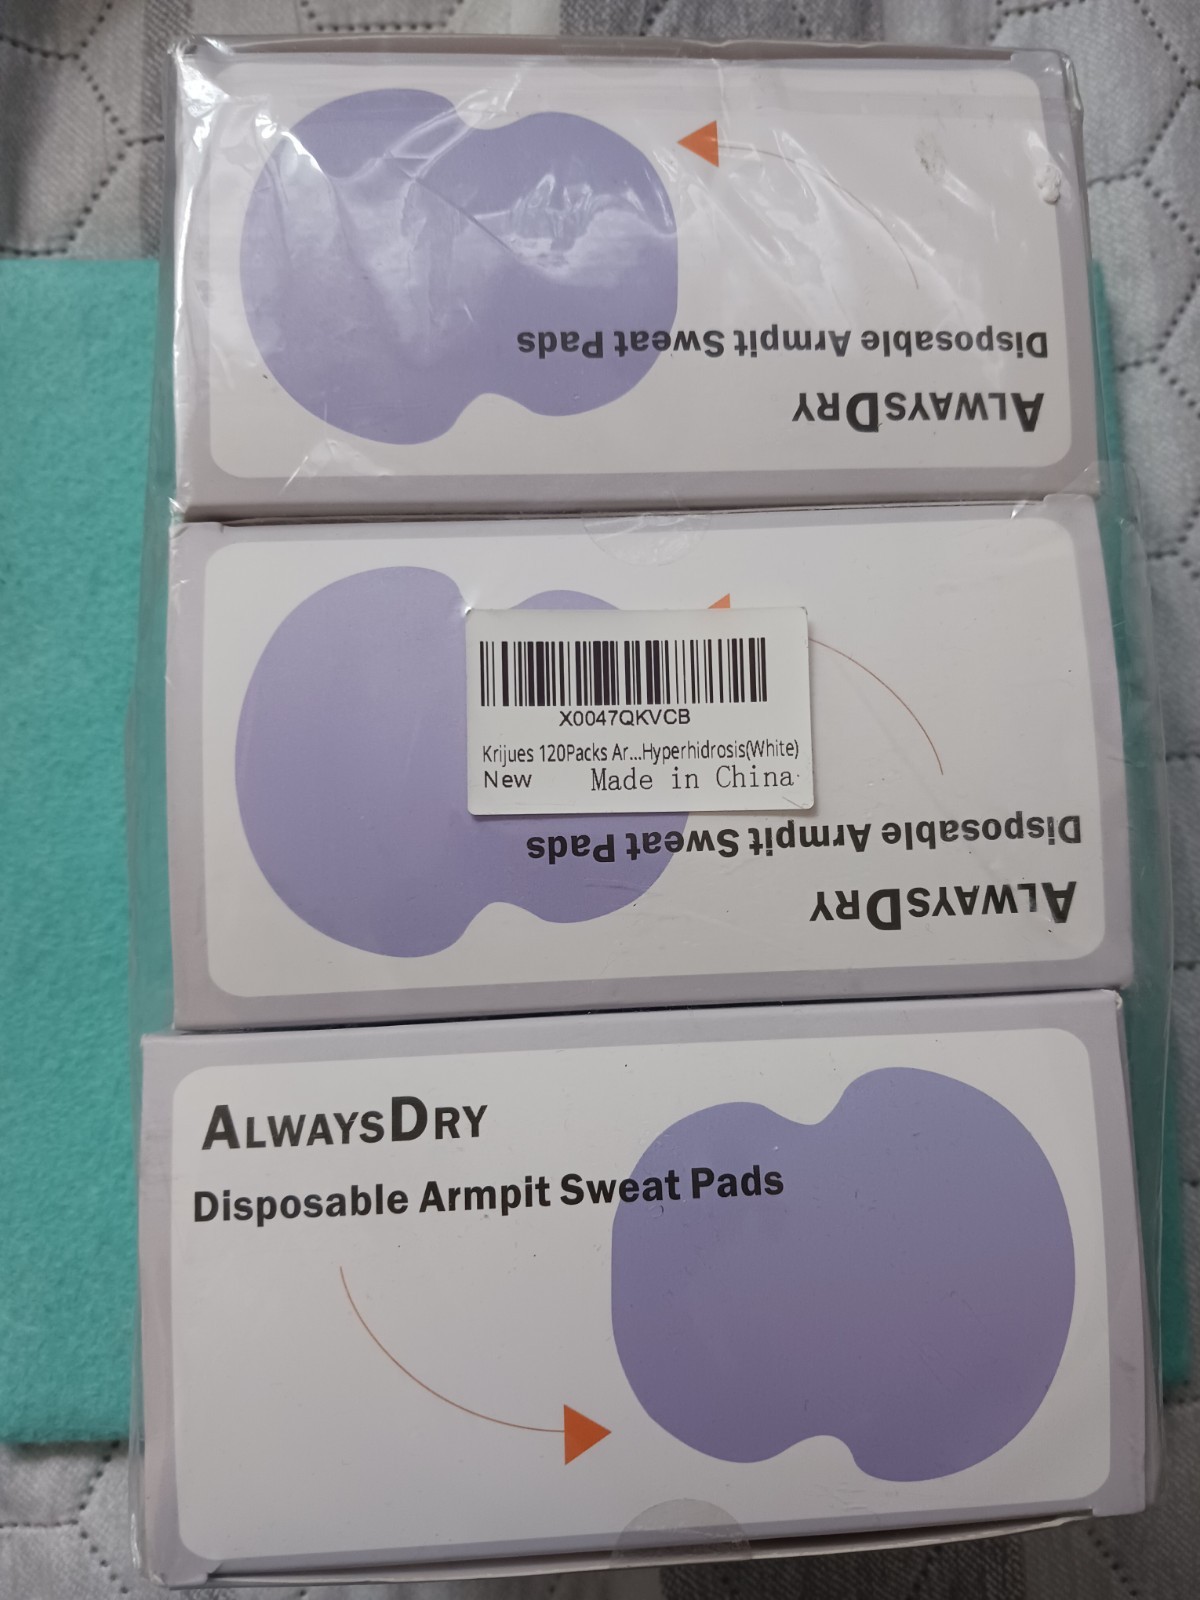 Disposable Armpit Sweat Pads
ALWAYSDRY
X0047QKVCB
Krijues 120Packs Ar...Hyperhidrosis(White)
New Made in China
Disposable Armpit Sweat Pads
ALWAYSDRY
ALWAYSDRY
Disposable Armpit Sweat Pads